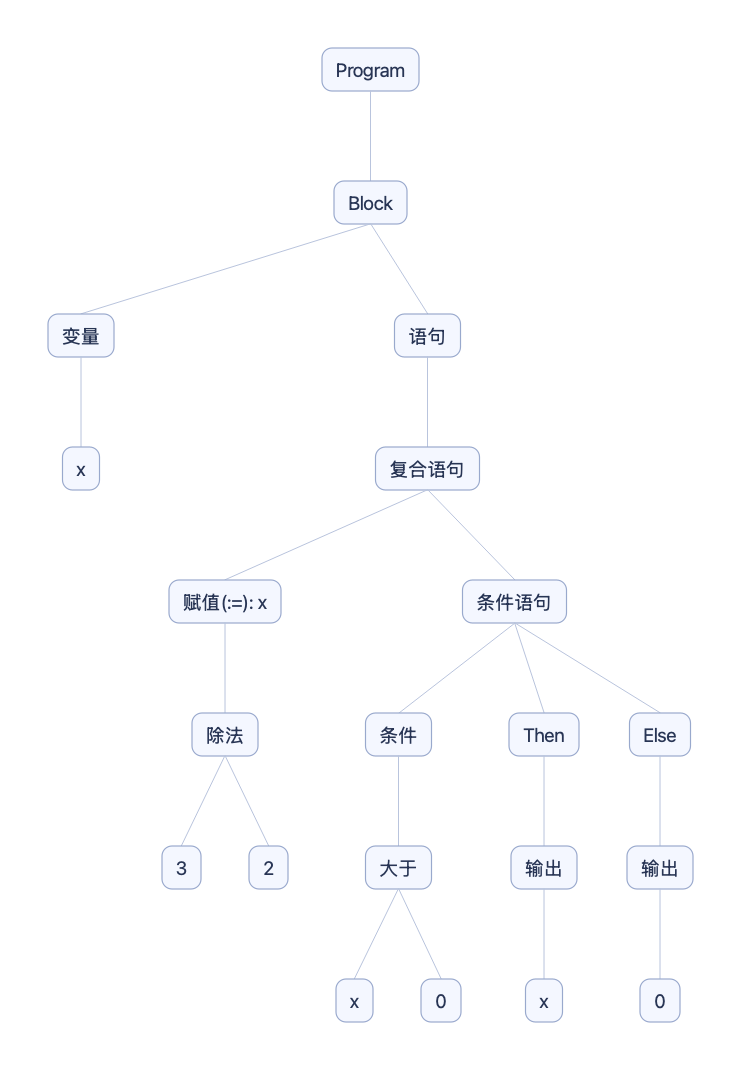 Program
Block
变量
语句
x
复合语句
赋值(:=): x
条件语句
除法
条件
Then
Else
3
2
大于
输出
输出
x
0
x
0